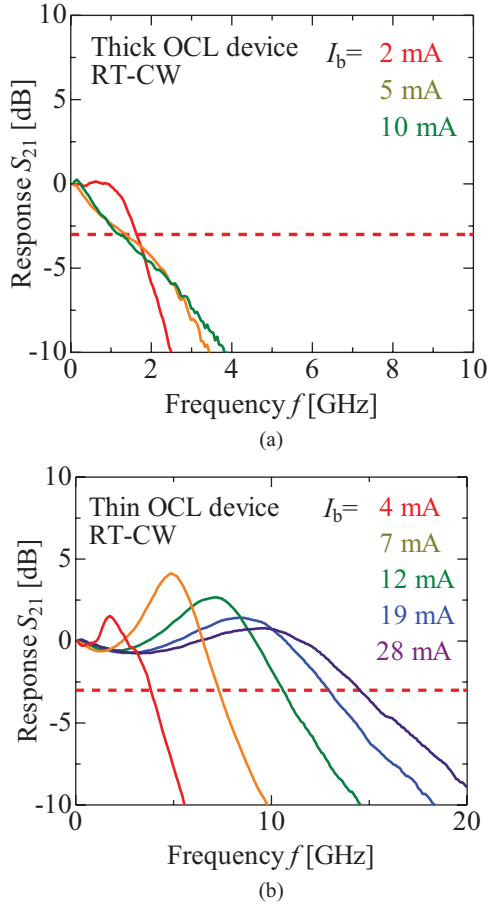 10
5
0
-5
-10
Response S21 [dB]
Thick OCL device
RT-CW
Ib= 2 mA
5 mA
10 mA
0 2 4 6 8 10
Frequency f [GHz]
(a)
10
5
0
-5
-10
Response S21 [dB]
Thin OCL device
RT-CW
Ib= 4 mA
7 mA
12 mA
19 mA
28 mA
0 5 10 15 20
Frequency f [GHz]
(b)